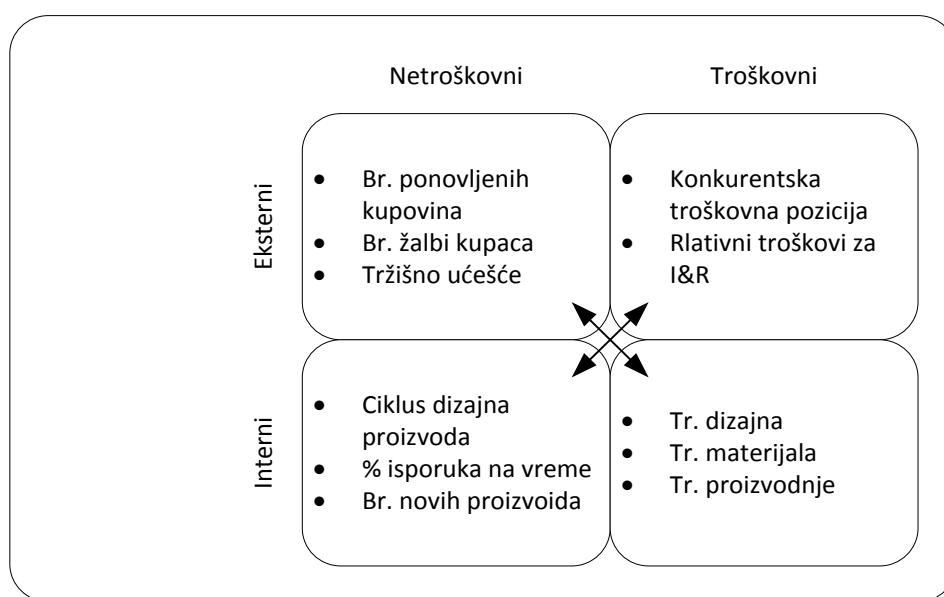 Netroškovni
Troškovni
Eksterni
• Br. ponovljenih
kupovina
• Br. žalbi kupaca
• Tržišno ućešće
• Konkurentska
troškovna pozicija
• Rlativni troškovi za
I&R
Interni
• Ciklus dizajna
proizvoda
• % isporuka na vreme
• Br. novih proizvoida
• Tr. dizajna
• Tr. materijala
• Tr. proizvodnje